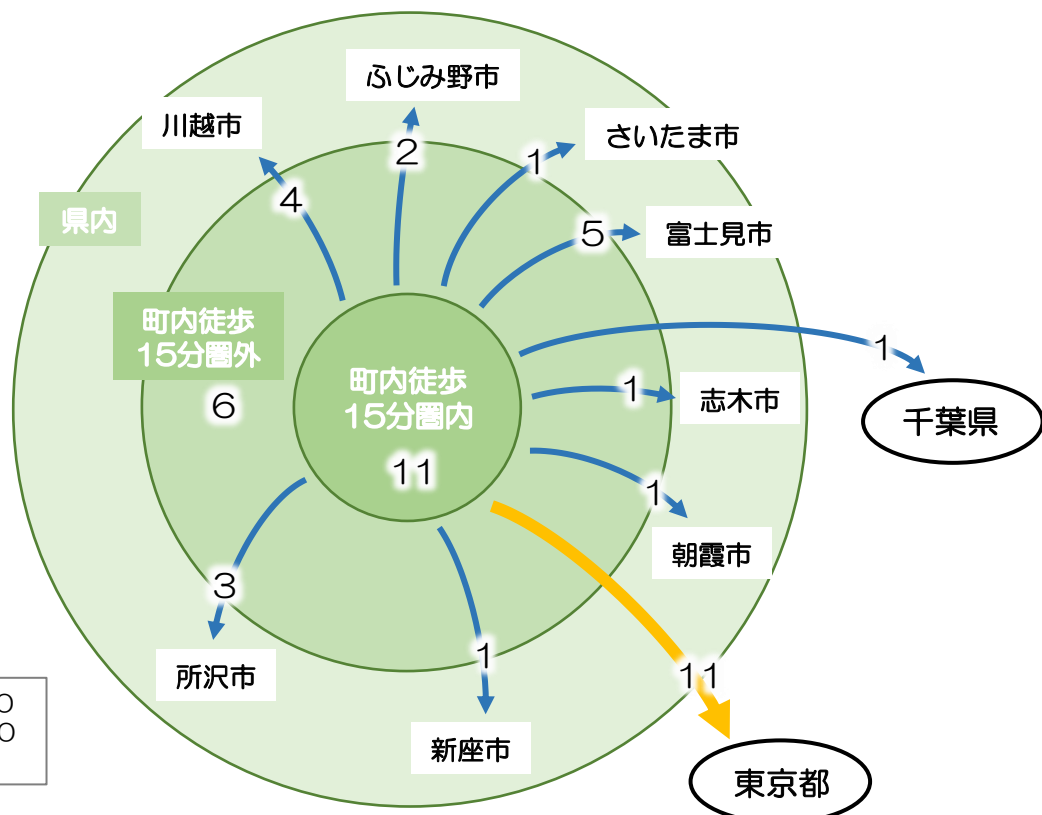 ふじみ野市
川越市
さいたま市
2
1
4
県内
5
富士見市
町内徒歩
15分圏外
6
町内徒歩
15分圏内
11
1
千葉県
1
志木市
1
朝霞市
3
所沢市
1
新座市
11
東京都
0
0